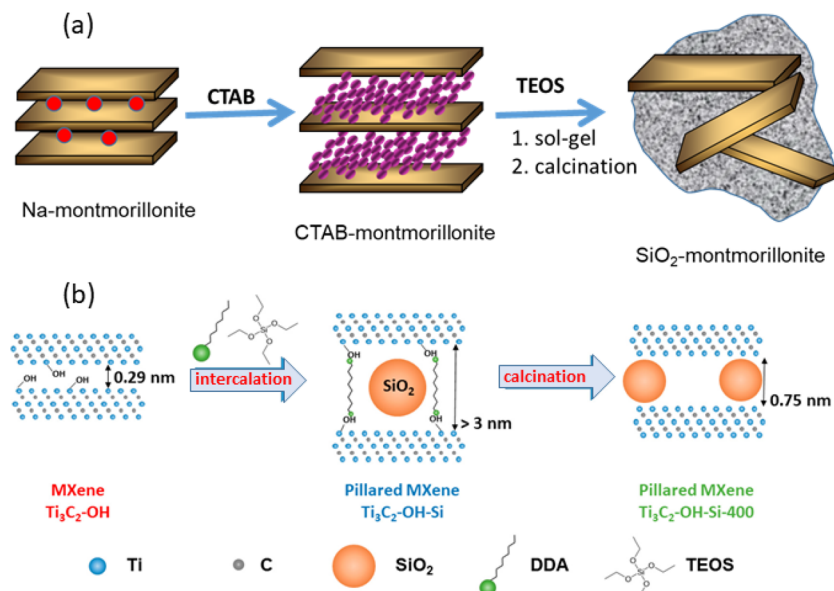 (a)
CTAB
TEOS
1. sol-gel
2. calcination
Na-montmorillonite
CTAB-montmorillonite
SiO₂-montmorillonite
(b)
OH
OH
OH
0.29 nm
intercalation
Si
O
O
O
O
OH
OH
SiO₂
OH
OH
> 3 nm
calcination
0.75 nm
MXene
Ti₃C₂-OH
Pillared MXene
Ti₃C₂-OH-Si
Pillared MXene
Ti₃C₂-OH-Si-400
Ti
C
SiO₂
DDA
Si
O
O
O
O
TEOS